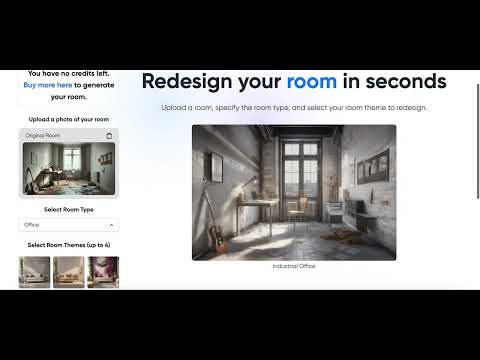 You have no credits left.
Buy more here to generate
your room.
Upload a photo of your room
Original Room
Select Room Type
Office
Select Room Themes (up to 4)
Redesign your room in seconds
Upload a room, specify the room type, and select your room theme to redesign.
Industrial Office